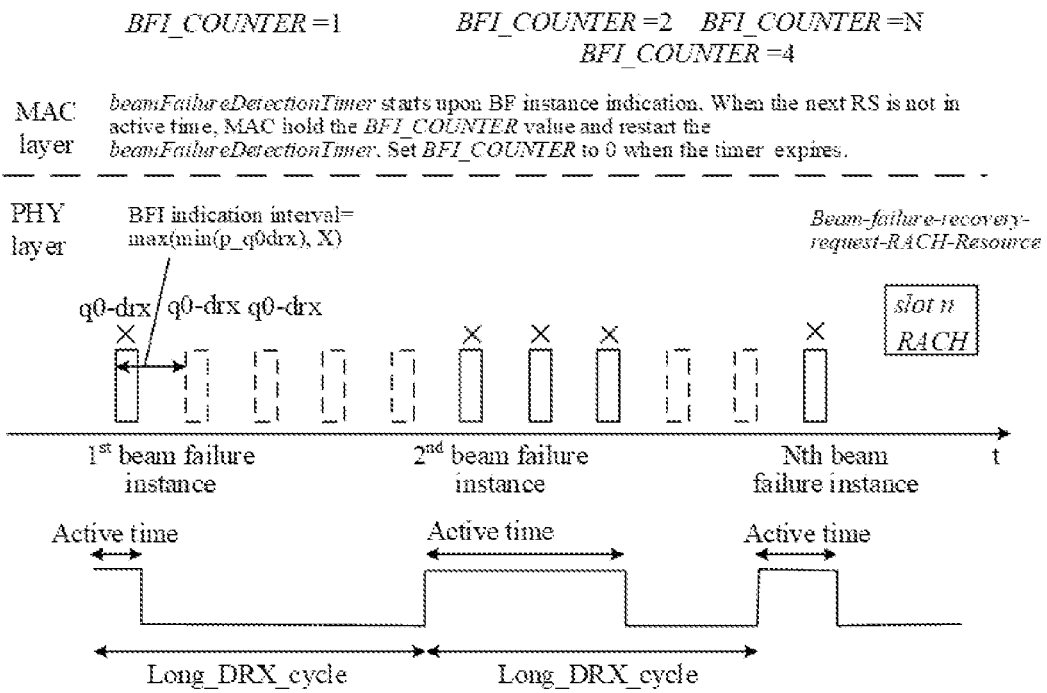 BFI_COUNTER =1
BFI_COUNTER =2 BFI_COUNTER =N
BFI_COUNTER =4
MAC layer
beamFailureDetectionTimer starts upon BF instance indication. When the next RS is not in
active time, MAC hold the BFI_COUNTER value and restart the
beamFailureDetectionTimer. Set BFI_COUNTER to 0 when the timer expires.
PHY layer
BFI indication interval=
max(min(p_q0drx), X)
Beam-failure-recovery-
request-RACH-Resource
q0-drx q0-drx q0-drx
slot n
RACH
1st beam failure
instance
2nd beam failure
instance
Nth beam
failure instance
t
Active time
Active time
Active time
Long_DRX_cycle
Long_DRX_cycle